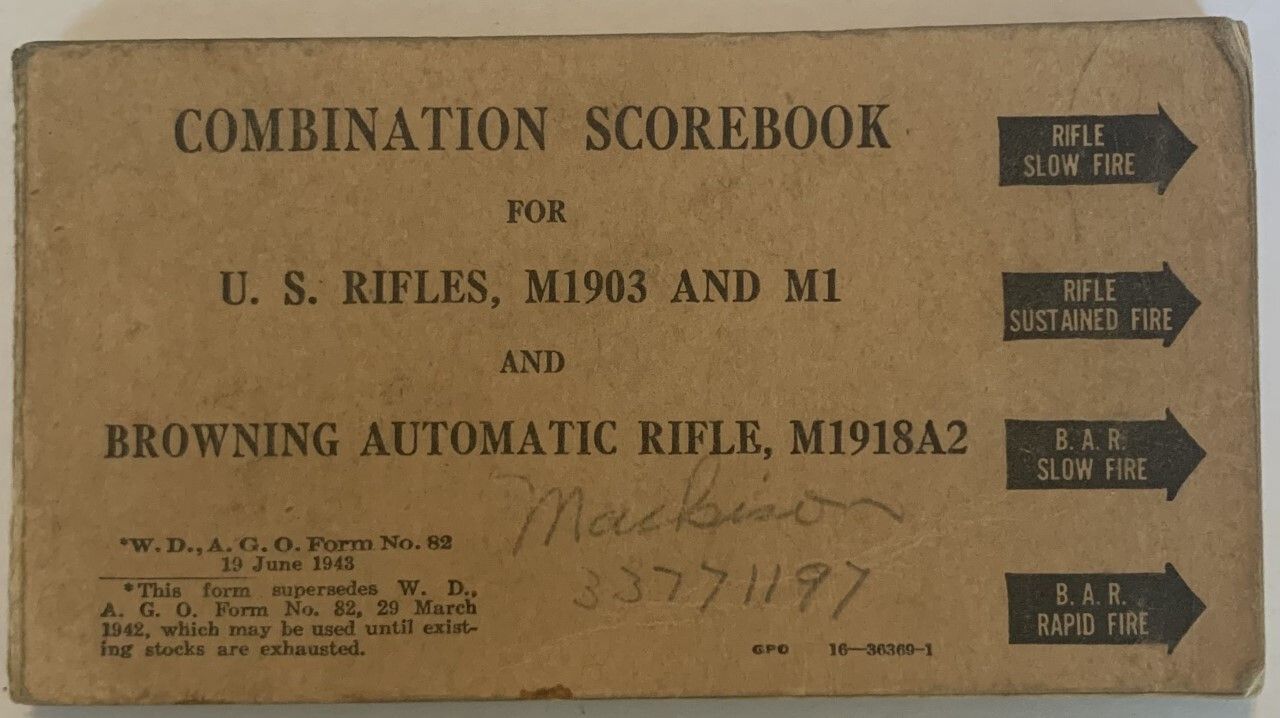 COMBINATION SCOREBOOK
FOR
U. S. RIFLES, M1903 AND M1
AND
BROWNING AUTOMATIC RIFLE, M1918A2
Mackison
33771197
*W. D., A. G. O. Form No. 82
19 June 1943
*This form supersedes W. D.,
A. G. O. Form No. 82, 29 March
1942, which may be used until exist-
ing stocks are exhausted.
GPO 16—36369-1
RIFLE
SLOW FIRE
RIFLE
SUSTAINED FIRE
B. A. R.
SLOW FIRE
B. A. R.
RAPID FIRE